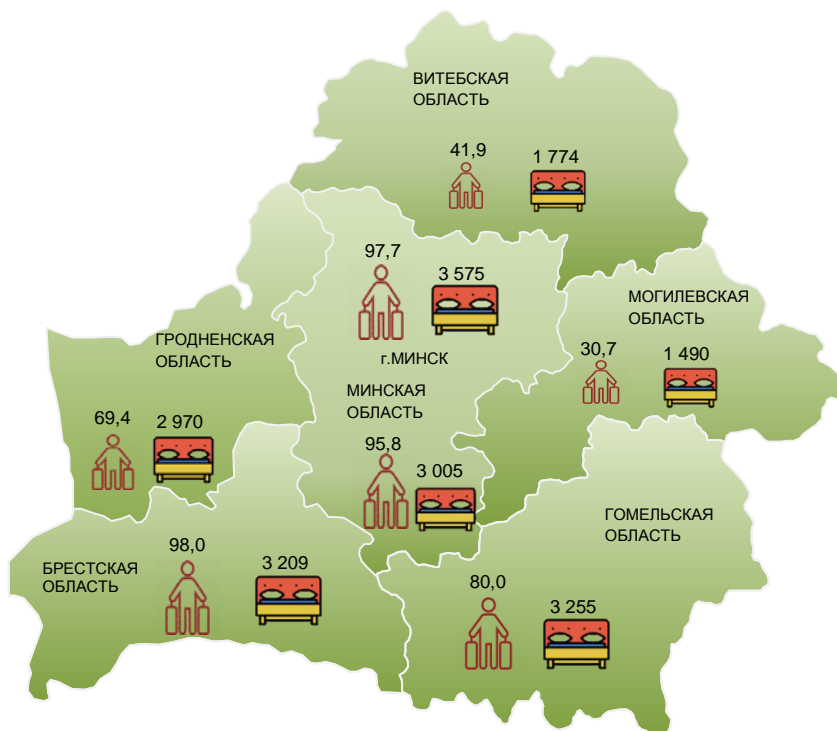 ВИТЕБСКАЯ
ОБЛАСТЬ
41,9
1 774
97,7
3 575
г.МИНСК
МОГИЛЕВСКАЯ
ОБЛАСТЬ
30,7
1 490
ГРОДНЕНСКАЯ
ОБЛАСТЬ
69,4
2 970
МИНСКАЯ
ОБЛАСТЬ
95,8
3 005
ГОМЕЛЬСКАЯ
ОБЛАСТЬ
80,0
3 255
БРЕСТСКАЯ
ОБЛАСТЬ
98,0
3 209